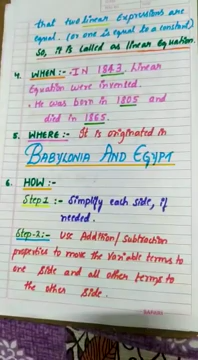 that two linear expressions are
equal (or one is equal to a constant)
So, it is called as linear Equation.
4. WHEN:- · IN 1843 Linear
Equation were invented.
· He was born in 1805 and
died in 1865.
5. WHERE:- It is originated in
BABYLONIA AND EGYPT
6. HOW:-
Step 1:- Simplify each side, if
needed.
Step-2:- Use Addition/Subtraction
properties to move the variable terms to
one side and all other terms to
the other side.